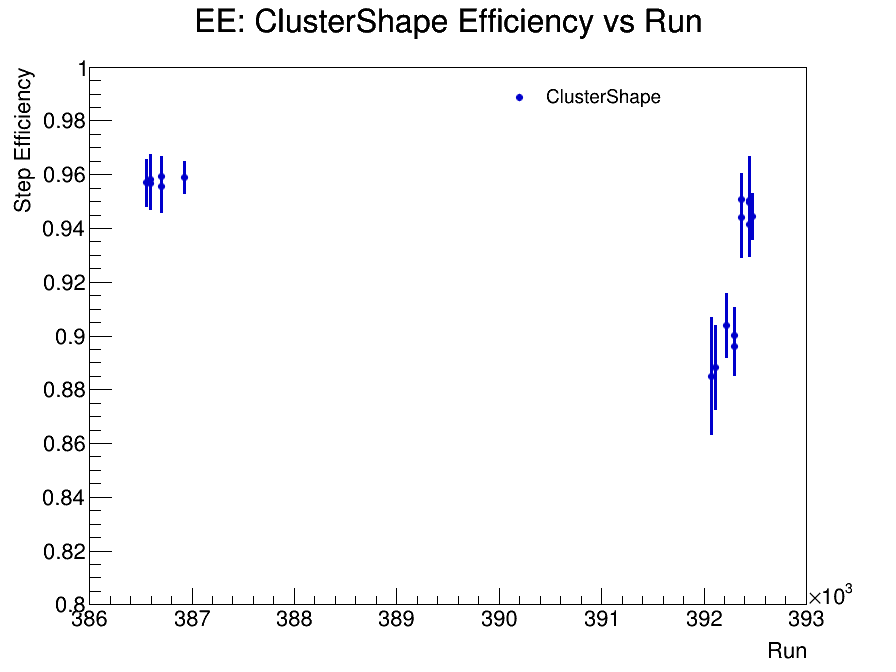 EE: ClusterShape Efficiency vs Run
Step Efficiency
ClusterShape
1
0.98
0.96
0.94
0.92
0.9
0.88
0.86
0.84
0.82
0.8
386 387 388 389 390 391 392 393
×10³
Run